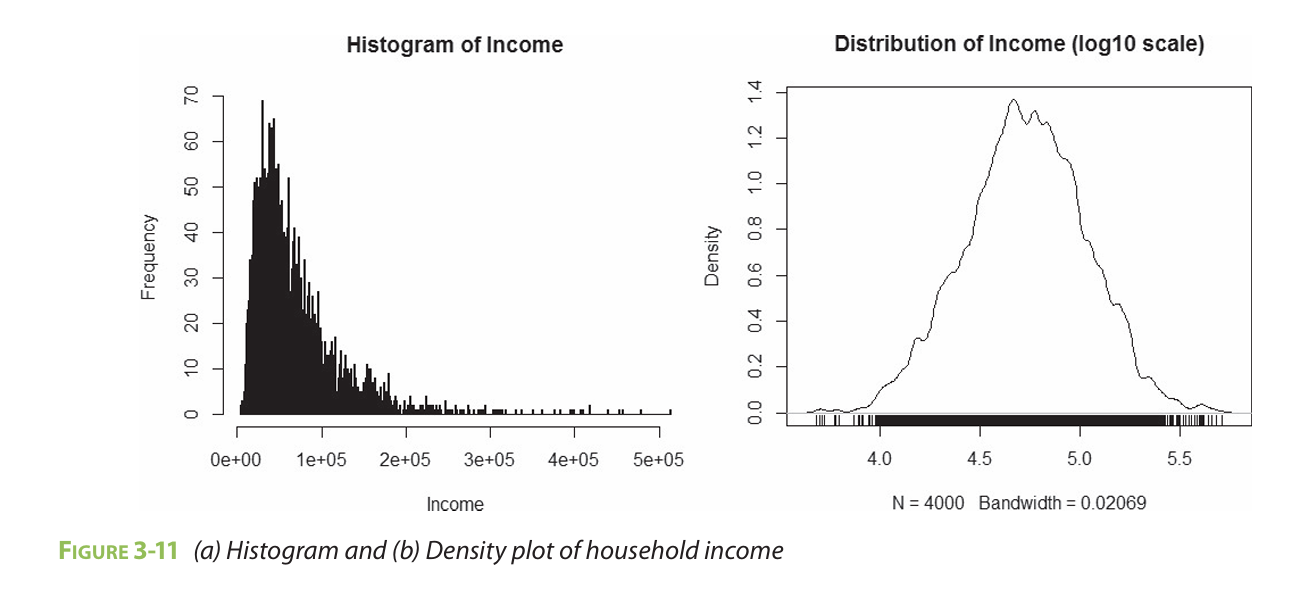 Histogram of Income
Frequency
70
60
50
40
30
20
10
0
0e+00 1e+05 2e+05 3e+05 4e+05 5e+05
Income
Distribution of Income (log10 scale)
Density
1.4
1.2
1.0
0.8
0.6
0.4
0.2
0.0
4.0 4.5 5.0 5.5
N = 4000 Bandwidth = 0.02069
FIGURE 3-11 (a) Histogram and (b) Density plot of household income